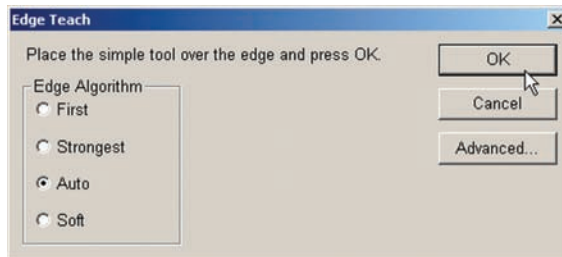 Edge Teach
Place the simple tool over the edge and press OK.
OK
Edge Algorithm
First
Cancel
Strongest
Advanced...
Auto
Soft